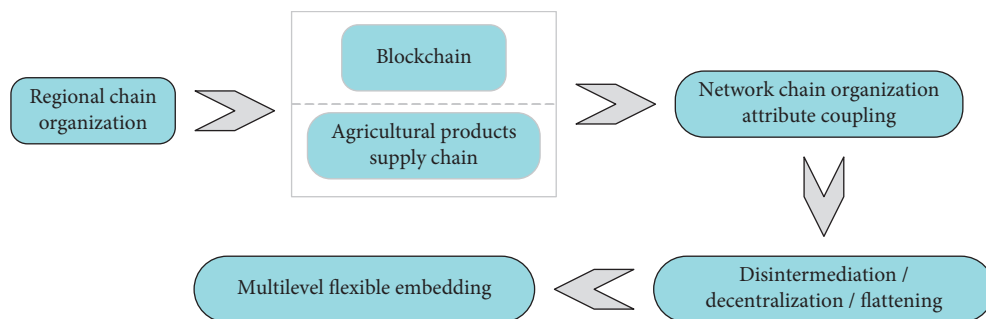 Regional chain
organization
Blockchain
Agricultural products
supply chain
Network chain organization
attribute coupling
Disintermediation /
decentralization / flattening
Multilevel flexible embedding